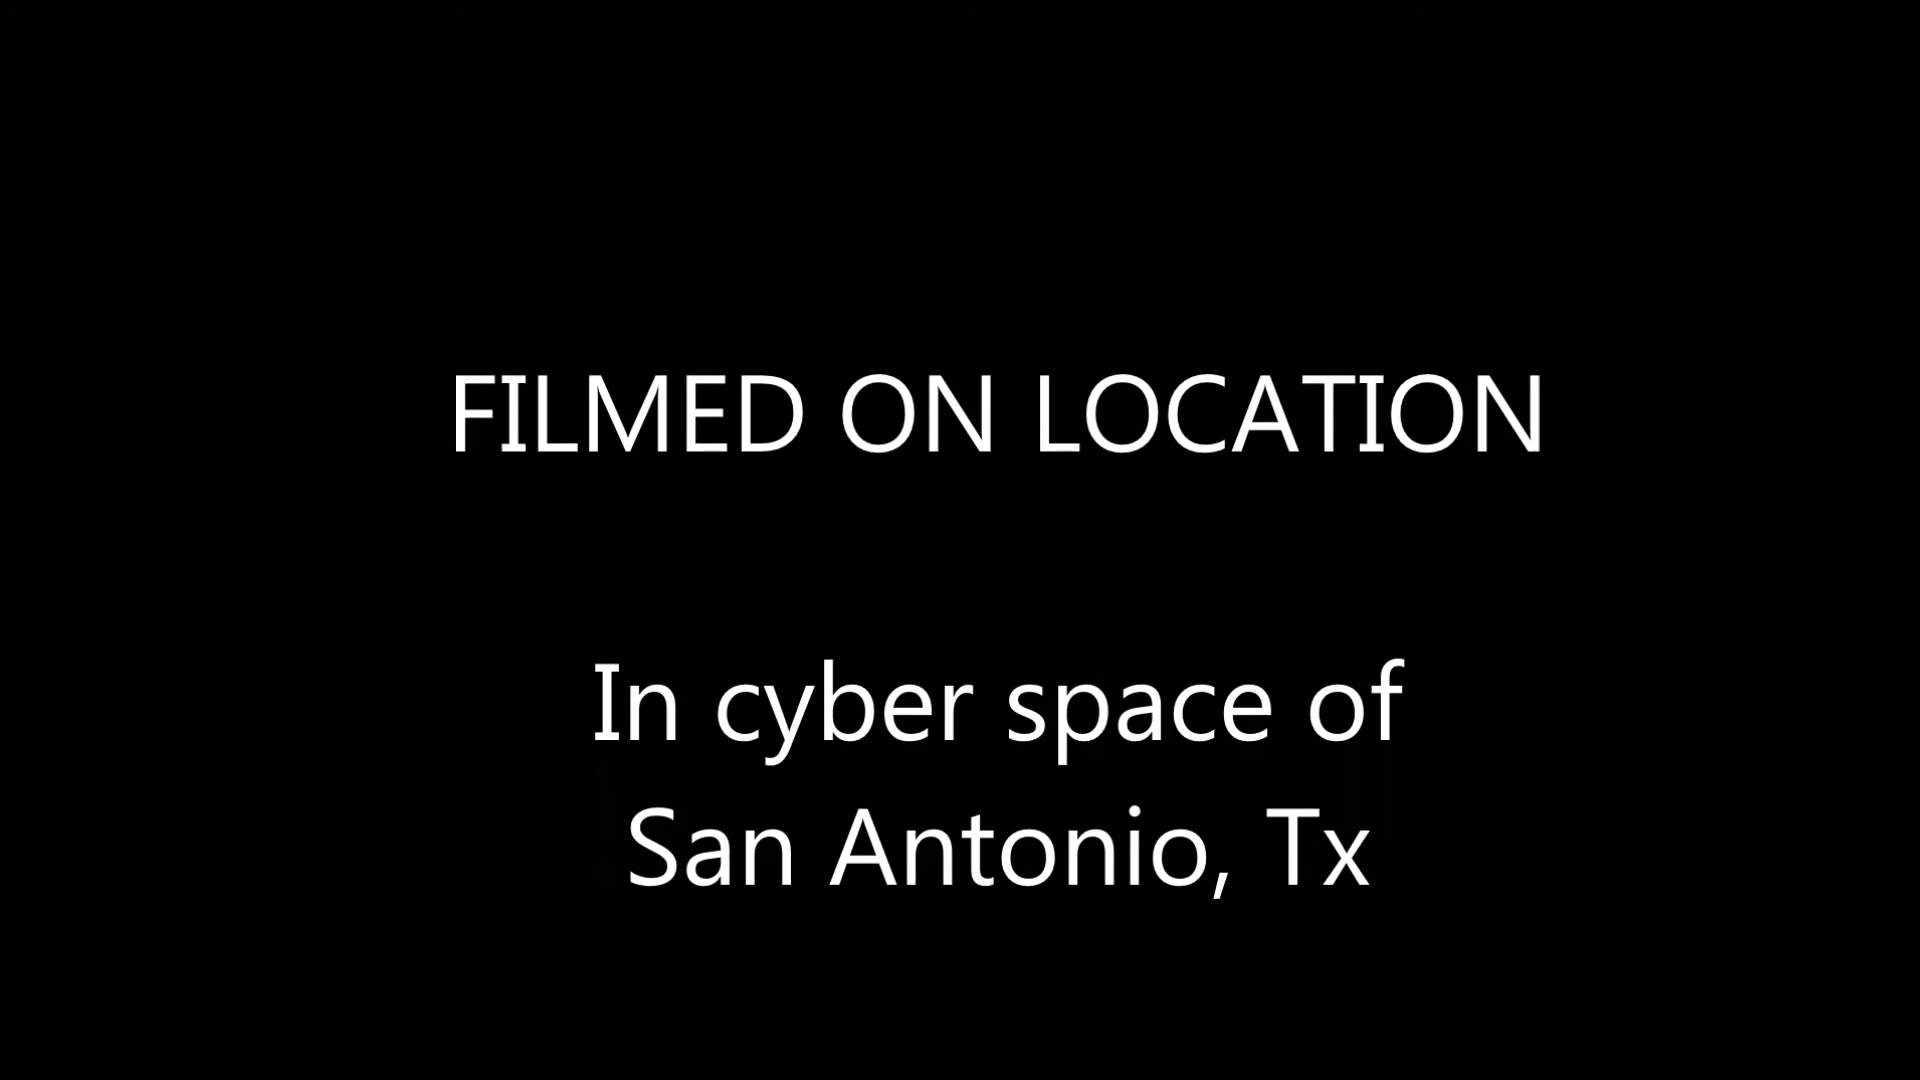 FILMED ON LOCATION
In cyber space of
San Antonio, Tx